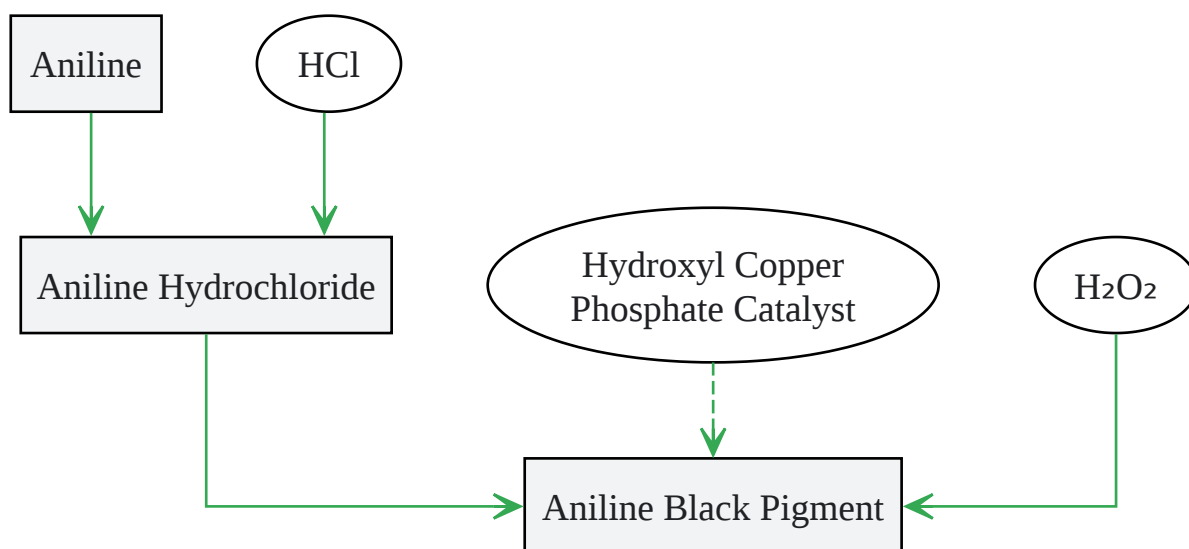 Aniline
HCl
Aniline Hydrochloride
Hydroxyl Copper
Phosphate Catalyst
H₂O₂
Aniline Black Pigment